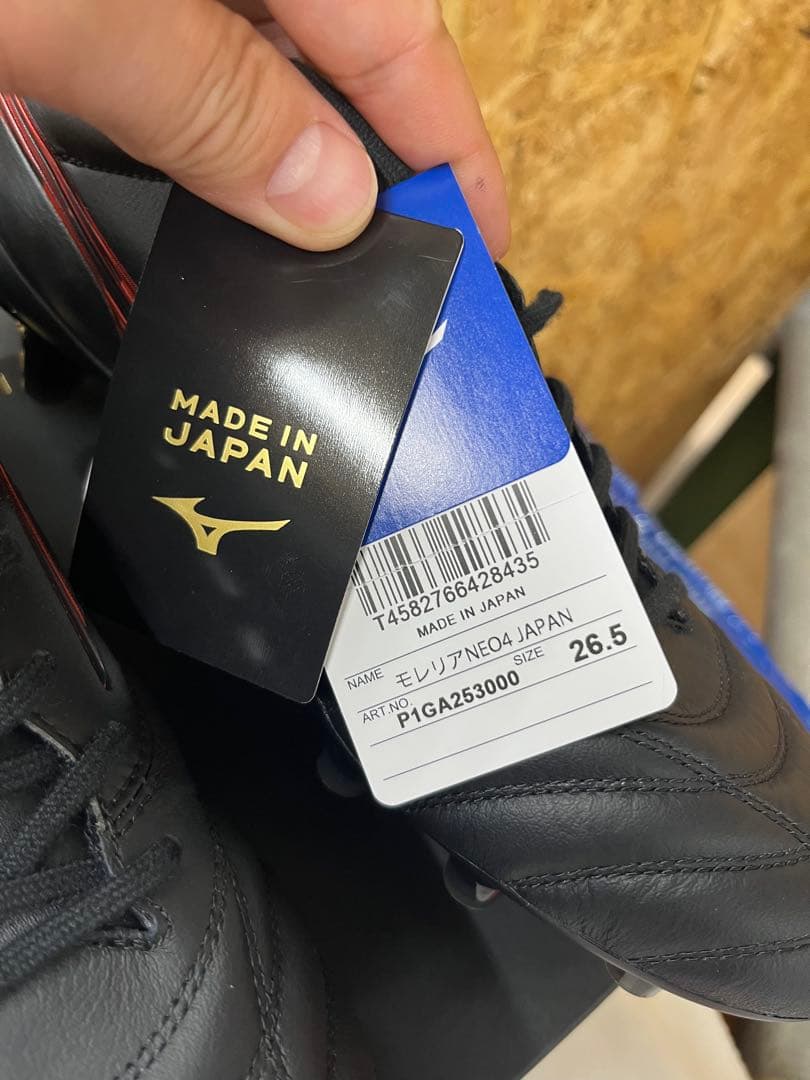 MADE IN
JAPAN
T4582766428435
MADE IN JAPAN
NAME モレリアNEO4 JAPAN
ART.NO. P1GA253000 SIZE 26.5